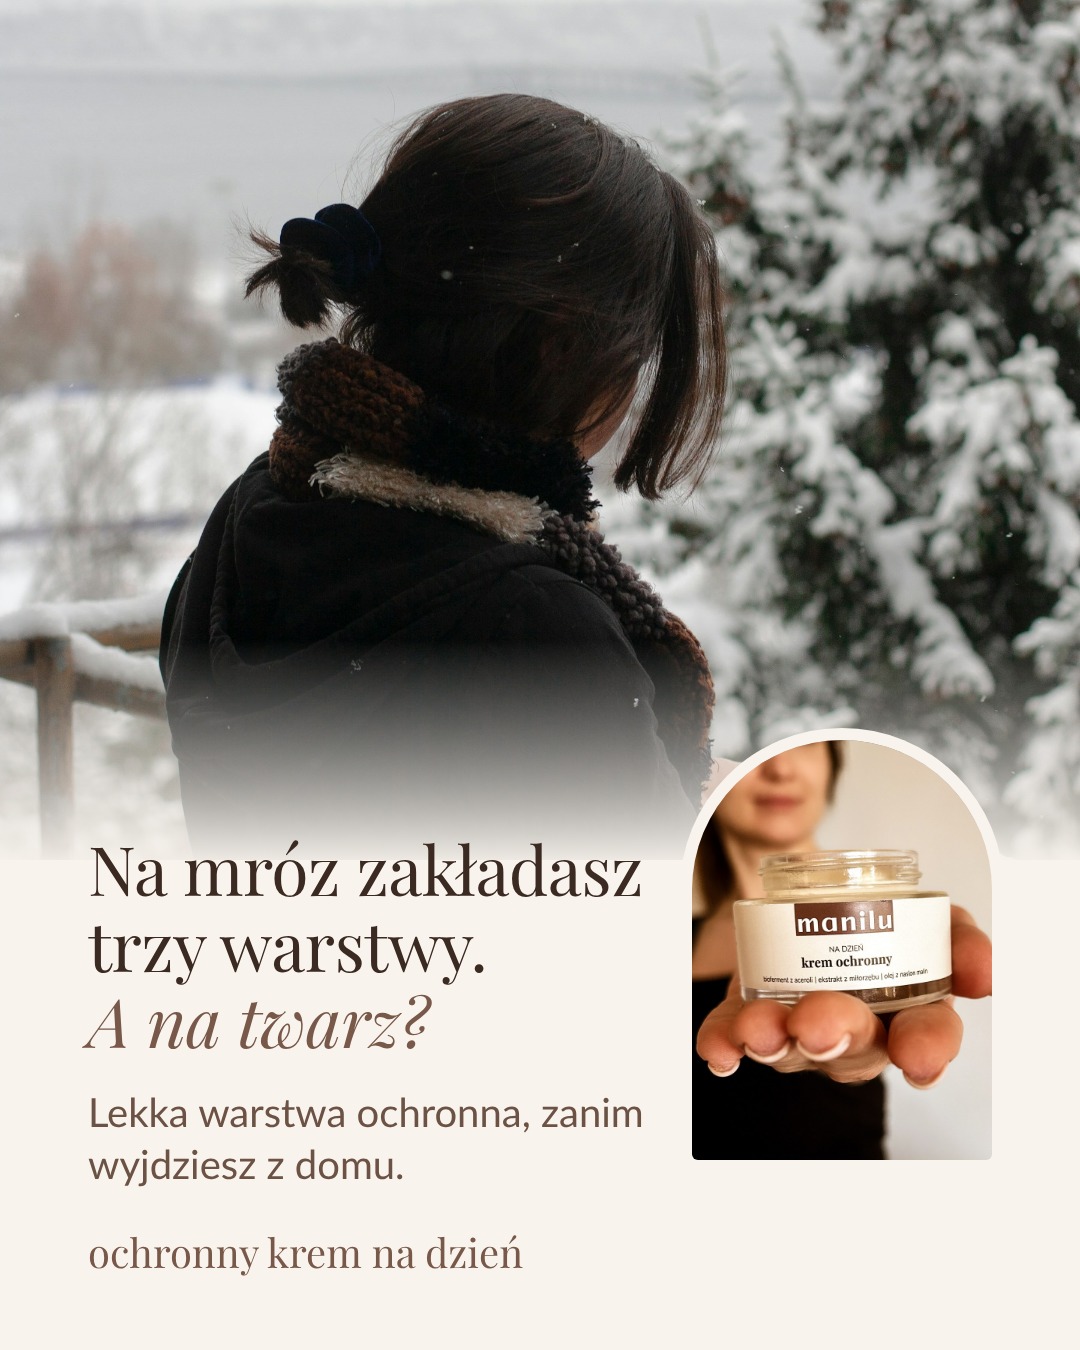 Na mróz zakładasz
trzy warstwy.
A na twarz?
Lekka warstwa ochronna, zanim
wyjdziesz z domu.
ochronny krem na dzień
manilu
NA DZIEŃ
krem ochronny
bioferment z aceroli | ekstrakt z miłorzębu | olej z nasion malin